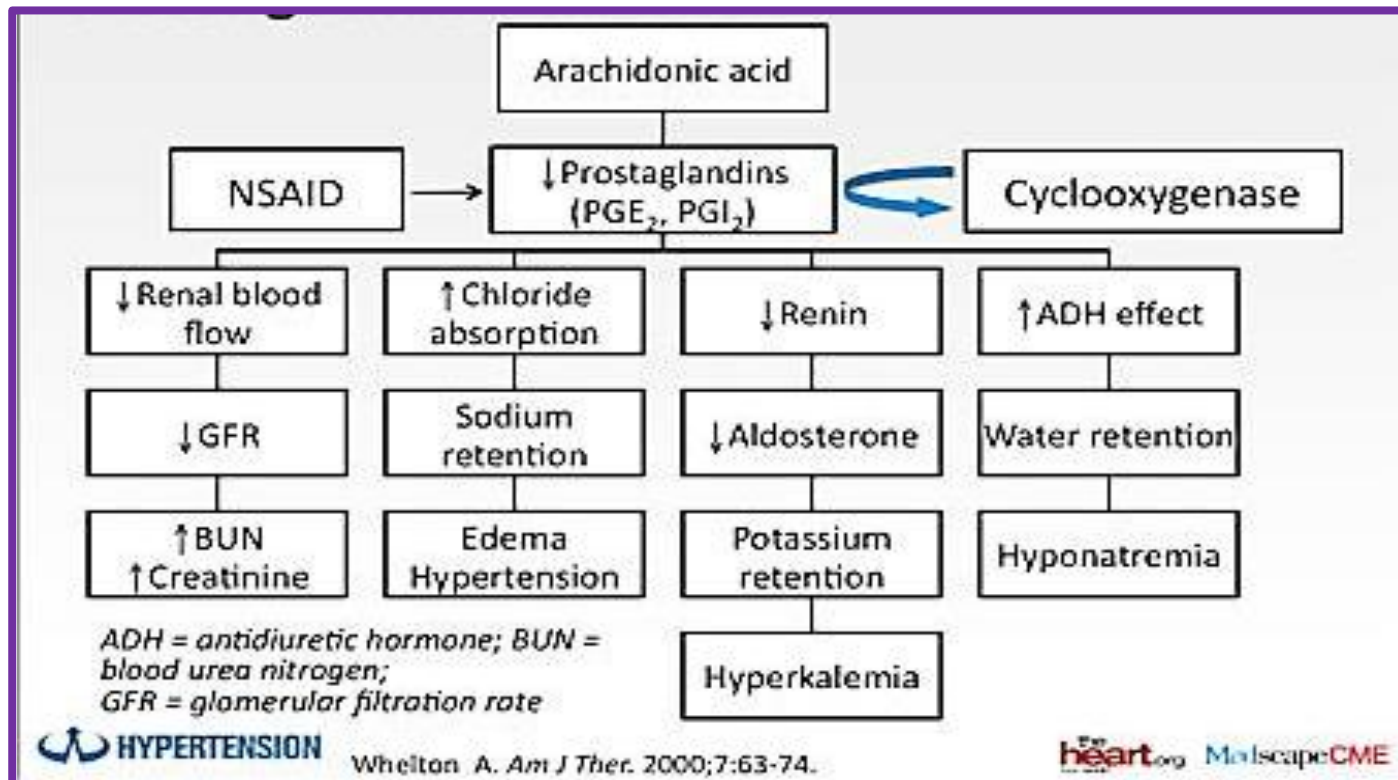 Arachidonic acid
NSAID
↓Prostaglandins
(PGE₂, PGI₂)
Cyclooxygenase
↓Renal blood
flow
↑Chloride
absorption
↓Renin
↑ADH effect
↓GFR
Sodium
retention
↓Aldosterone
Water retention
↑BUN
↑Creatinine
Edema
Hypertension
Potassium
retention
Hyponatremia
Hyperkalemia
ADH = antidiuretic hormone; BUN =
blood urea nitrogen;
GFR = glomerular filtration rate
HYPERTENSION
Whelton A. Am J Ther. 2000;7:63-74.
the
heart.org
MedscapeCME